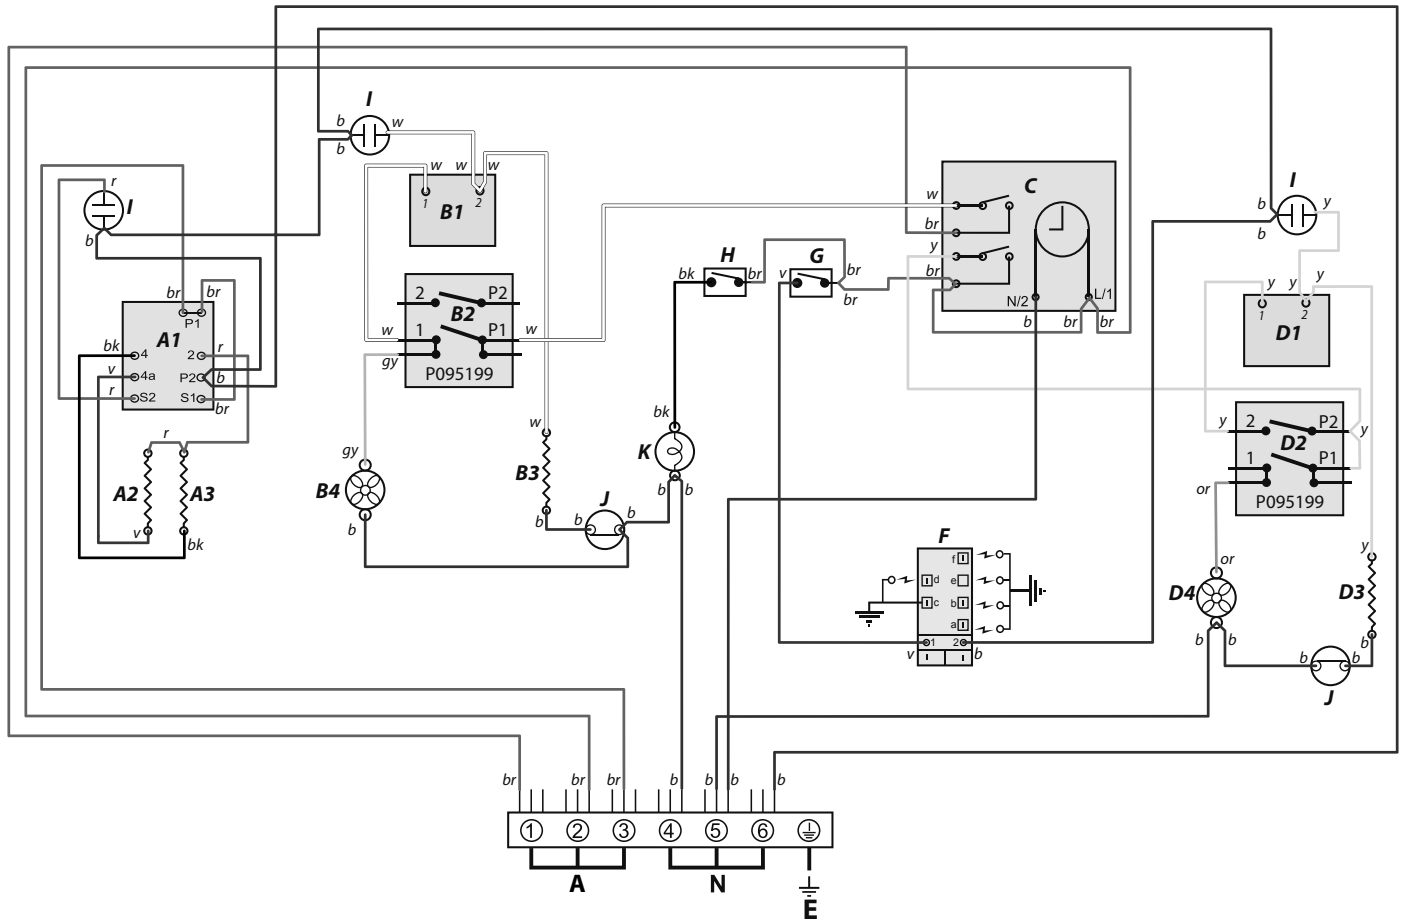 I
b
w
b
w
w
w
B1
1
2
r
I
b
br
br
P1
A1
bk
4
2
r
v
4a
P2
b
r
S2
S1
br
r
A2
A3
v
bk
2
P2
B2
w
1
P1
w
gy
P095199
gy
B4
b
w
B3
b
b
J
b
bk
K
b
b
H
bk
br
G
v
br
br
C
w
br
y
br
N/2
L/1
b
br
br
I
b
y
b
y
y
y
1
2
D1
y
2
P2
y
D2
1
P1
or
P095199
or
D4
b
b
y
D3
b
b
b
J
F
f
d
e
c
b
a
1
2
v
b
br
br
br
b
b
b
b
1
2
3
4
5
6
A
N
E